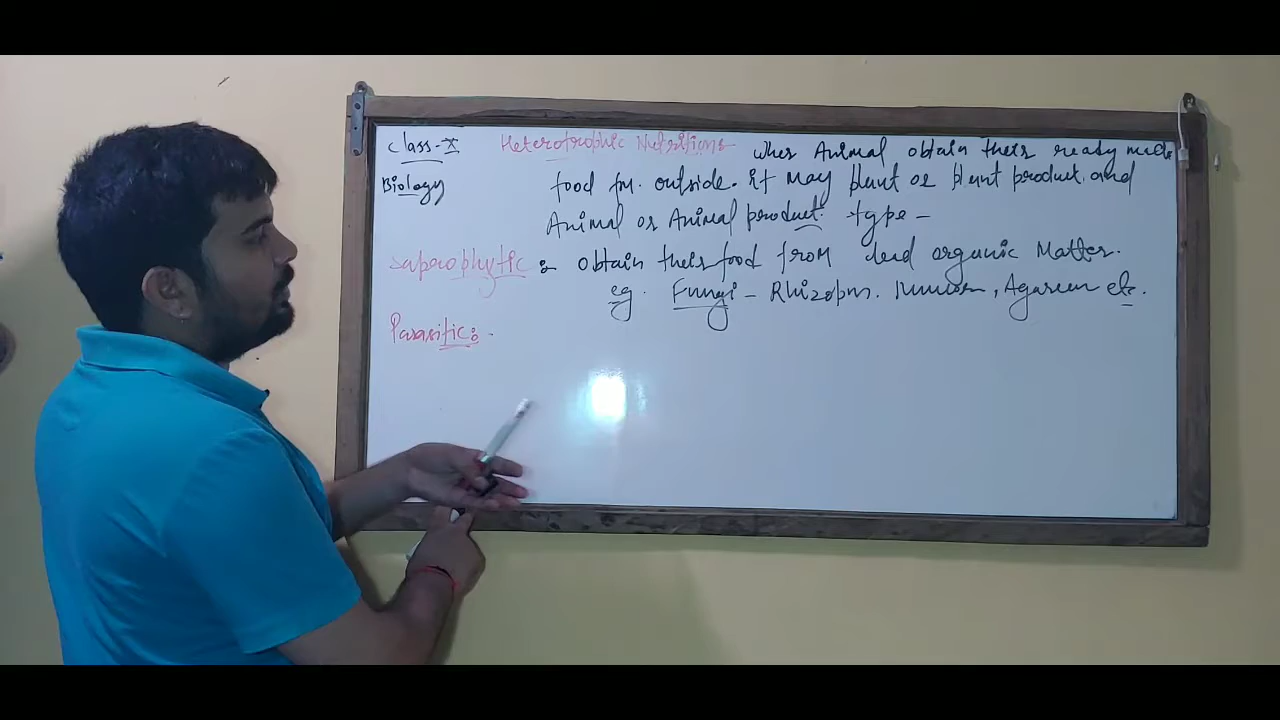 Class-X Heterotrophic Nutritions- When Animal obtain their ready made
Biology food fm. outside. it may plant or plant product, and
Animal or Animal product. type -
Saprophytic: obtain their food from dead organic Matter.
eg. Fungi - Rhizopus. , etc.
Parasitic: -